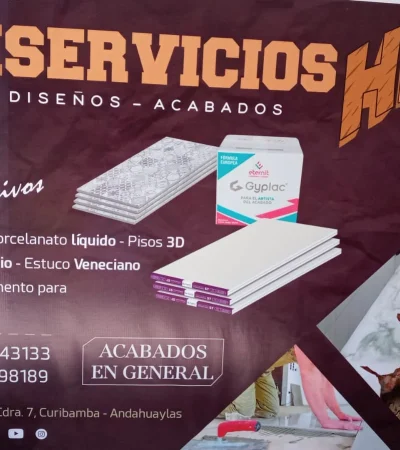 SERVICIOS
DISEÑOS - ACABADOS
ivos
eternit
Gyplac
orcelanato líquido - Pisos 3D
io - Estuco Veneciano
mento para
43133
98189
ACABADOS
EN GENERAL
Cdra. 7, Curibamba - Andahuaylas